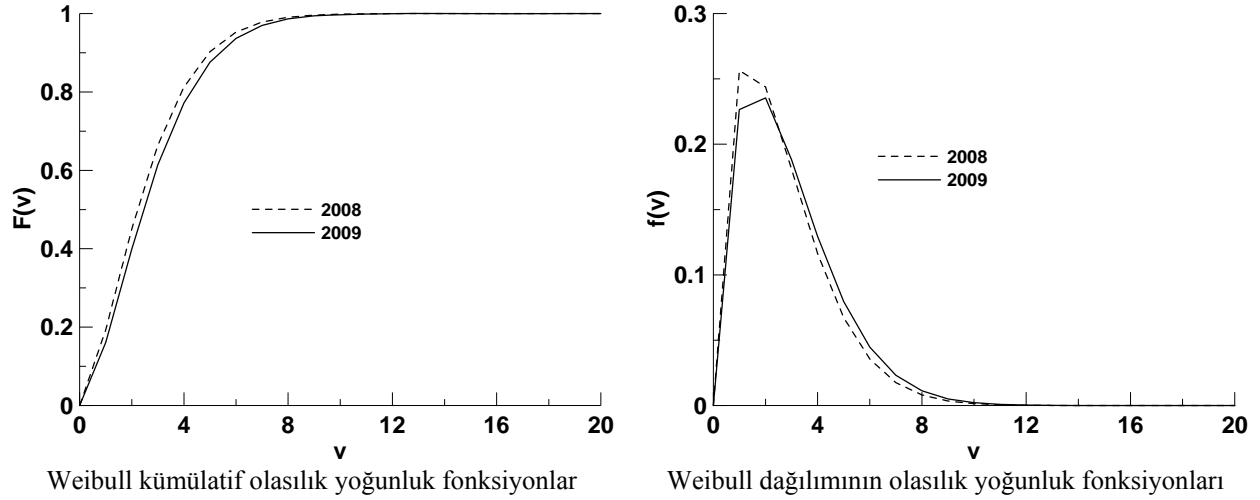 1
0.8
0.6
0.4
0.2
0
F(v)
2008
2009
0 4 8 12 16 20
v
Weibull kümülatif olasılık yoğunluk fonksiyonlar
0.3
0.2
0.1
0
f(v)
2008
2009
0 4 8 12 16 20
v
Weibull dağılımının olasılık yoğunluk fonksiyonları